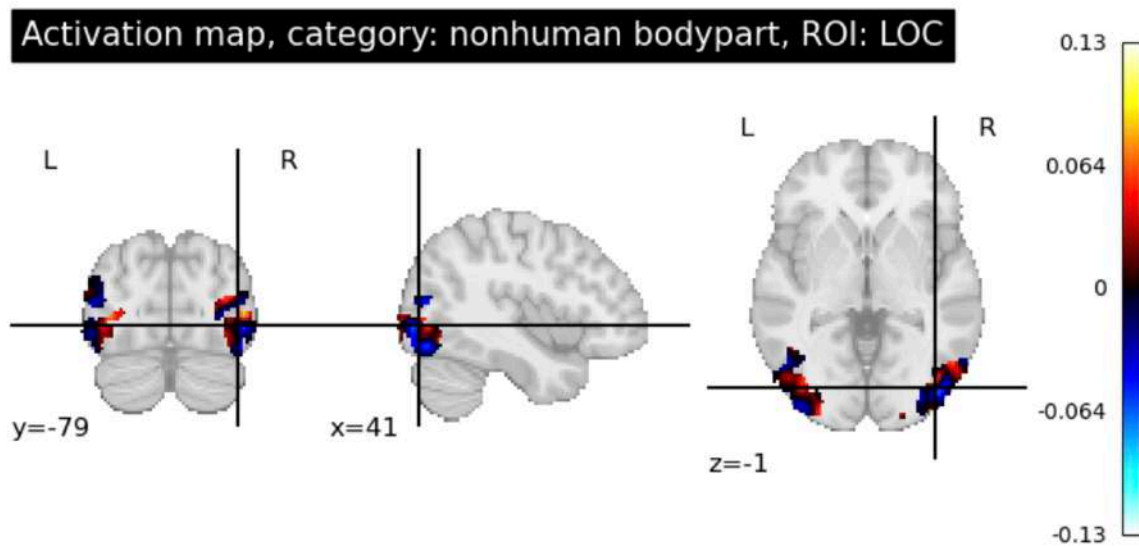 Activation map, category: nonhuman bodypart, ROI: LOC
L
R
L
R
y=-79
x=41
z=-1
0.13
0.064
0
-0.064
-0.13